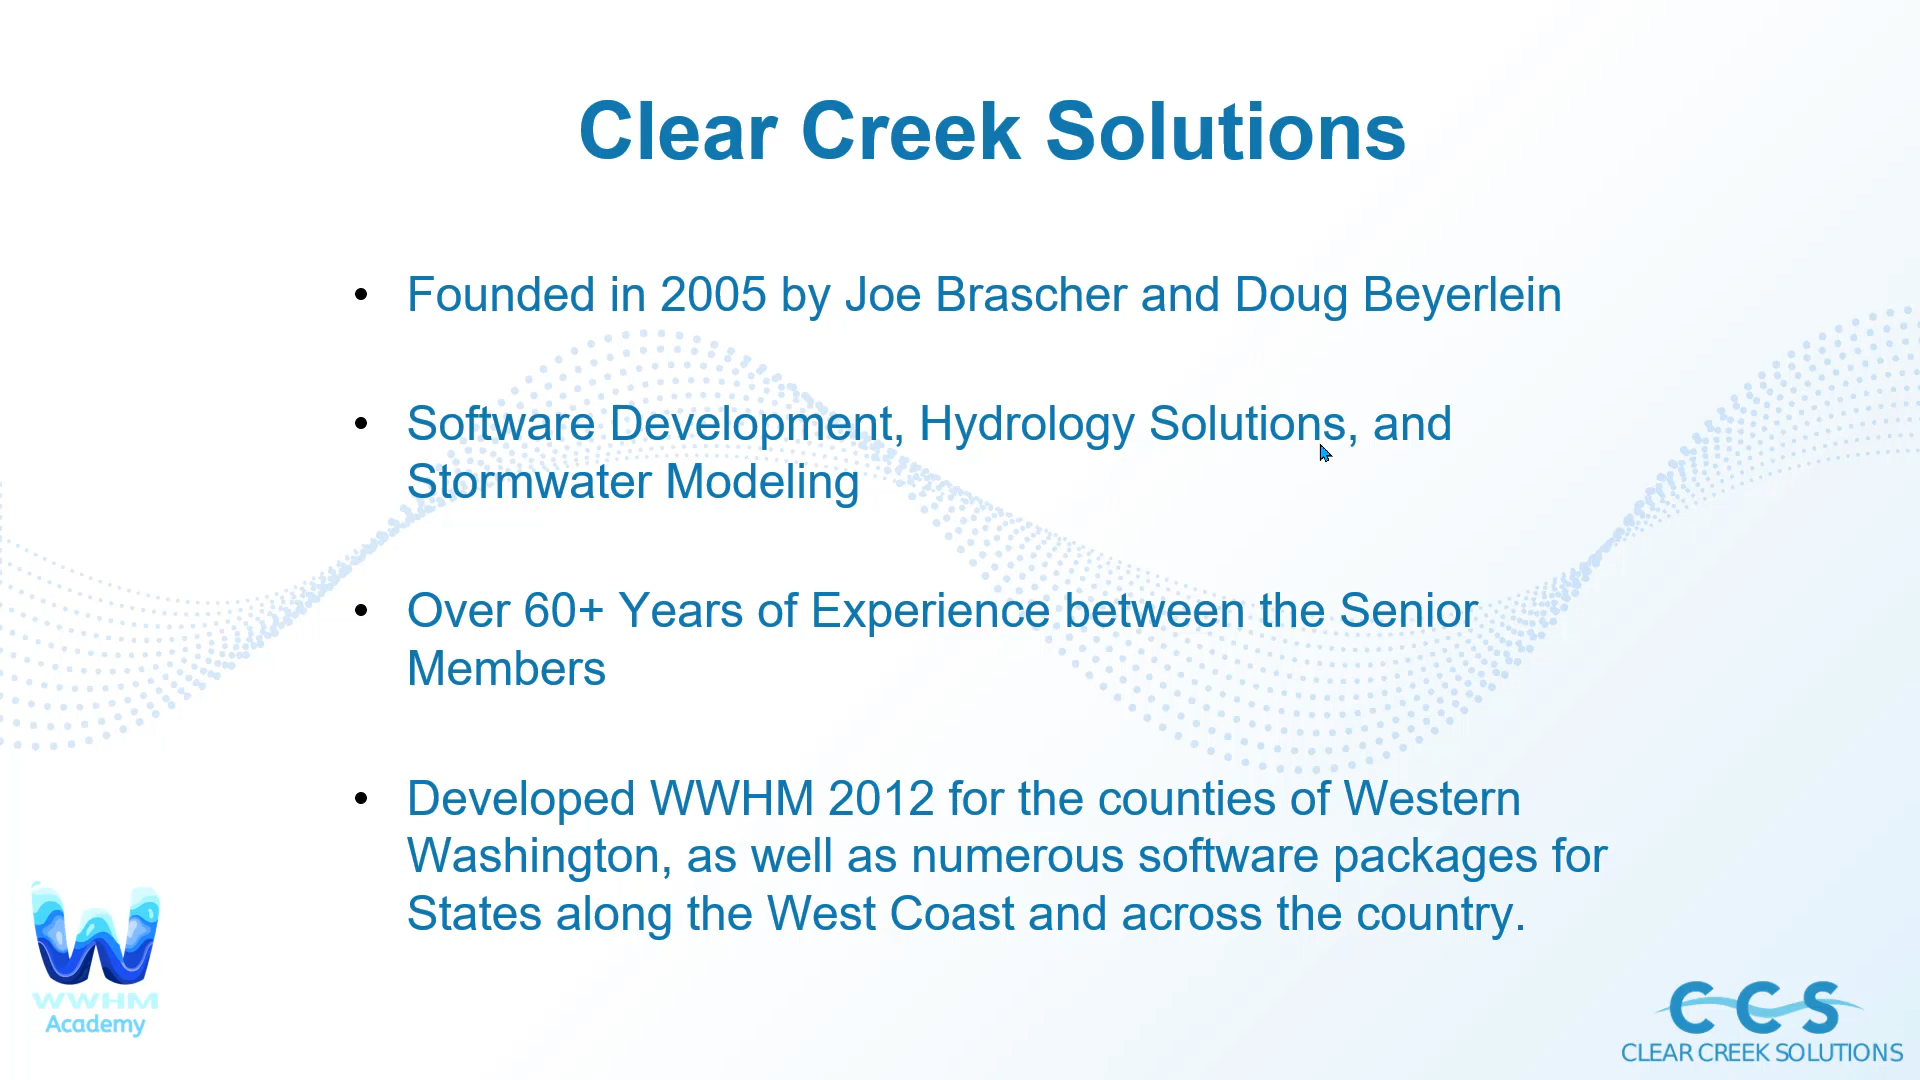 Clear Creek Solutions
• Founded in 2005 by Joe Brascher and Doug Beyerlein
• Software Development, Hydrology Solutions, and
Stormwater Modeling
• Over 60+ Years of Experience between the Senior
Members
• Developed WWHM 2012 for the counties of Western
Washington, as well as numerous software packages for
States along the West Coast and across the country.
W
WWHM
Academy
CCS
CLEAR CREEK SOLUTIONS